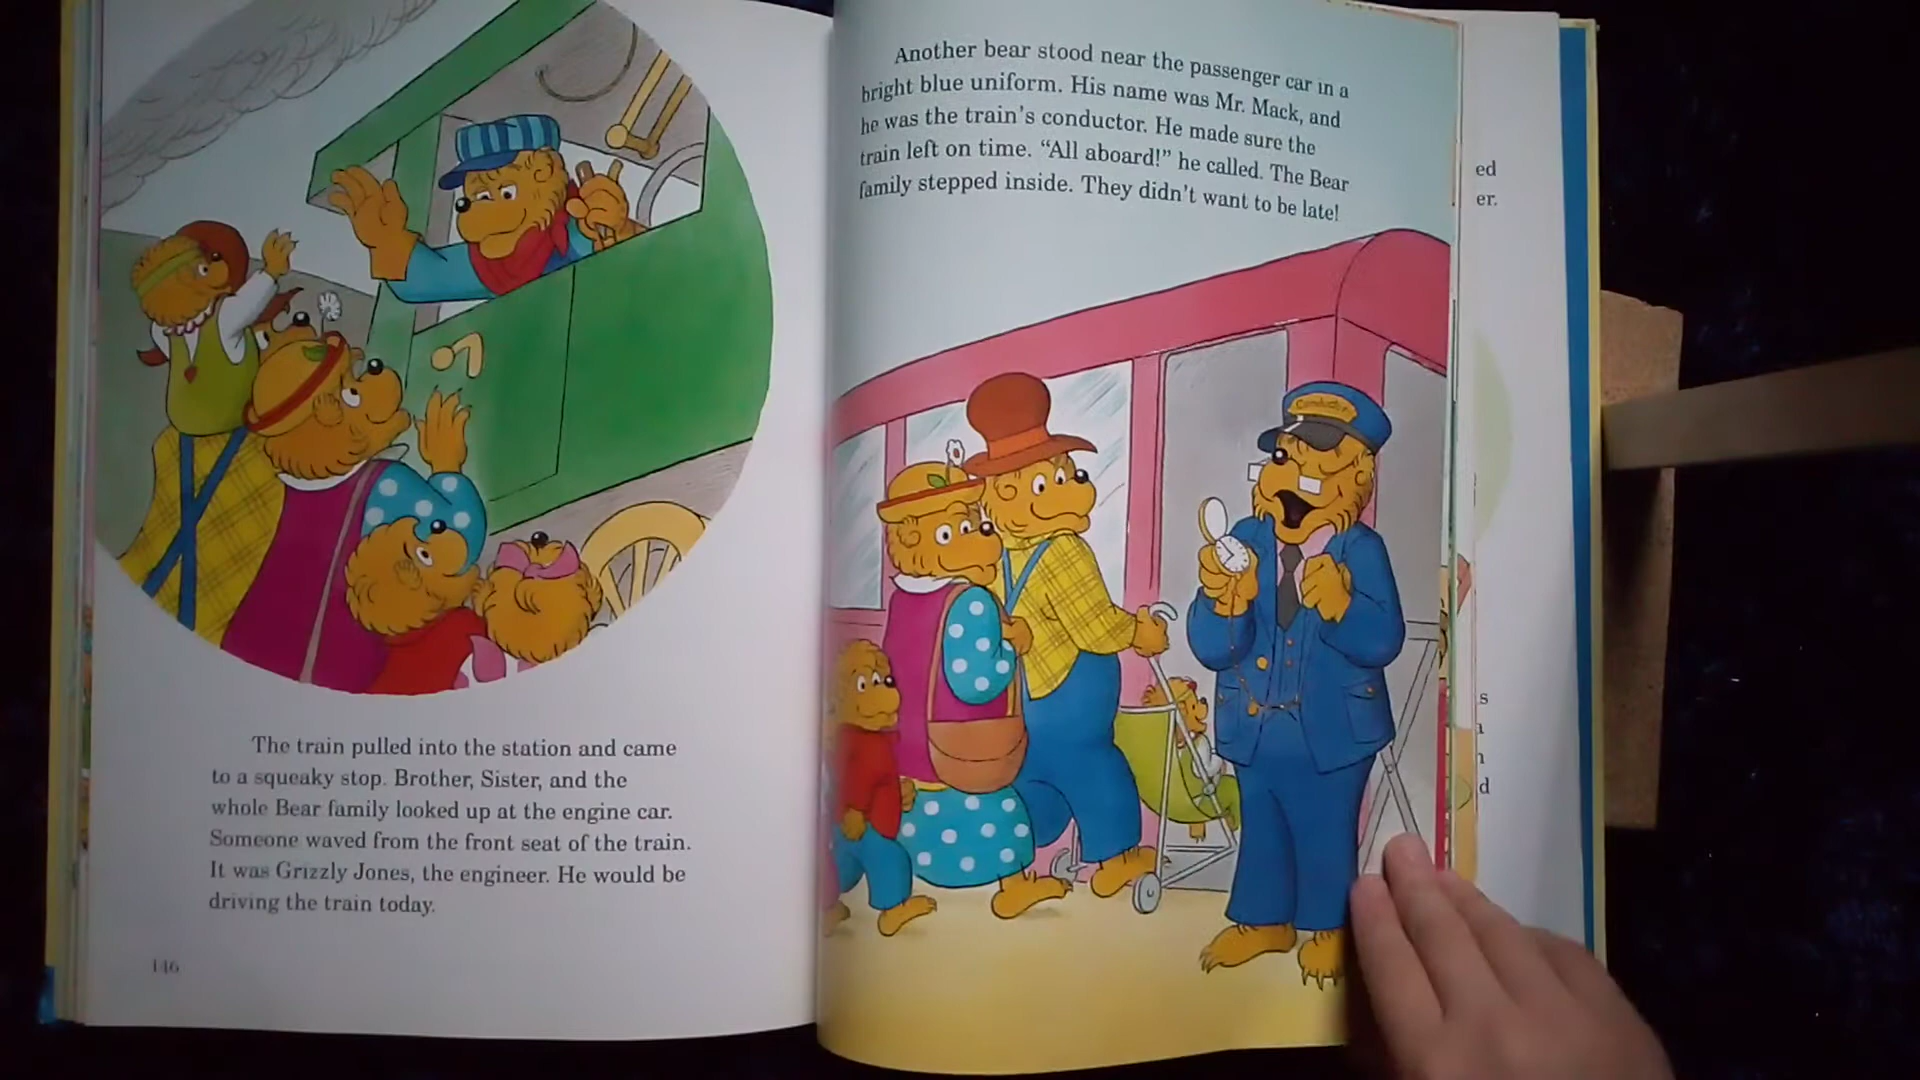 The train pulled into the station and came
to a squeaky stop. Brother, Sister, and the
whole Bear family looked up at the engine car.
Someone waved from the front seat of the train.
It was Grizzly Jones, the engineer. He would be
driving the train today.
146
Another bear stood near the passenger car in a
bright blue uniform. His name was Mr. Mack, and
he was the train's conductor. He made sure the
train left on time. “All aboard!” he called. The Bear
family stepped inside. They didn't want to be late!
Conductor
ed
er.
s
n
d